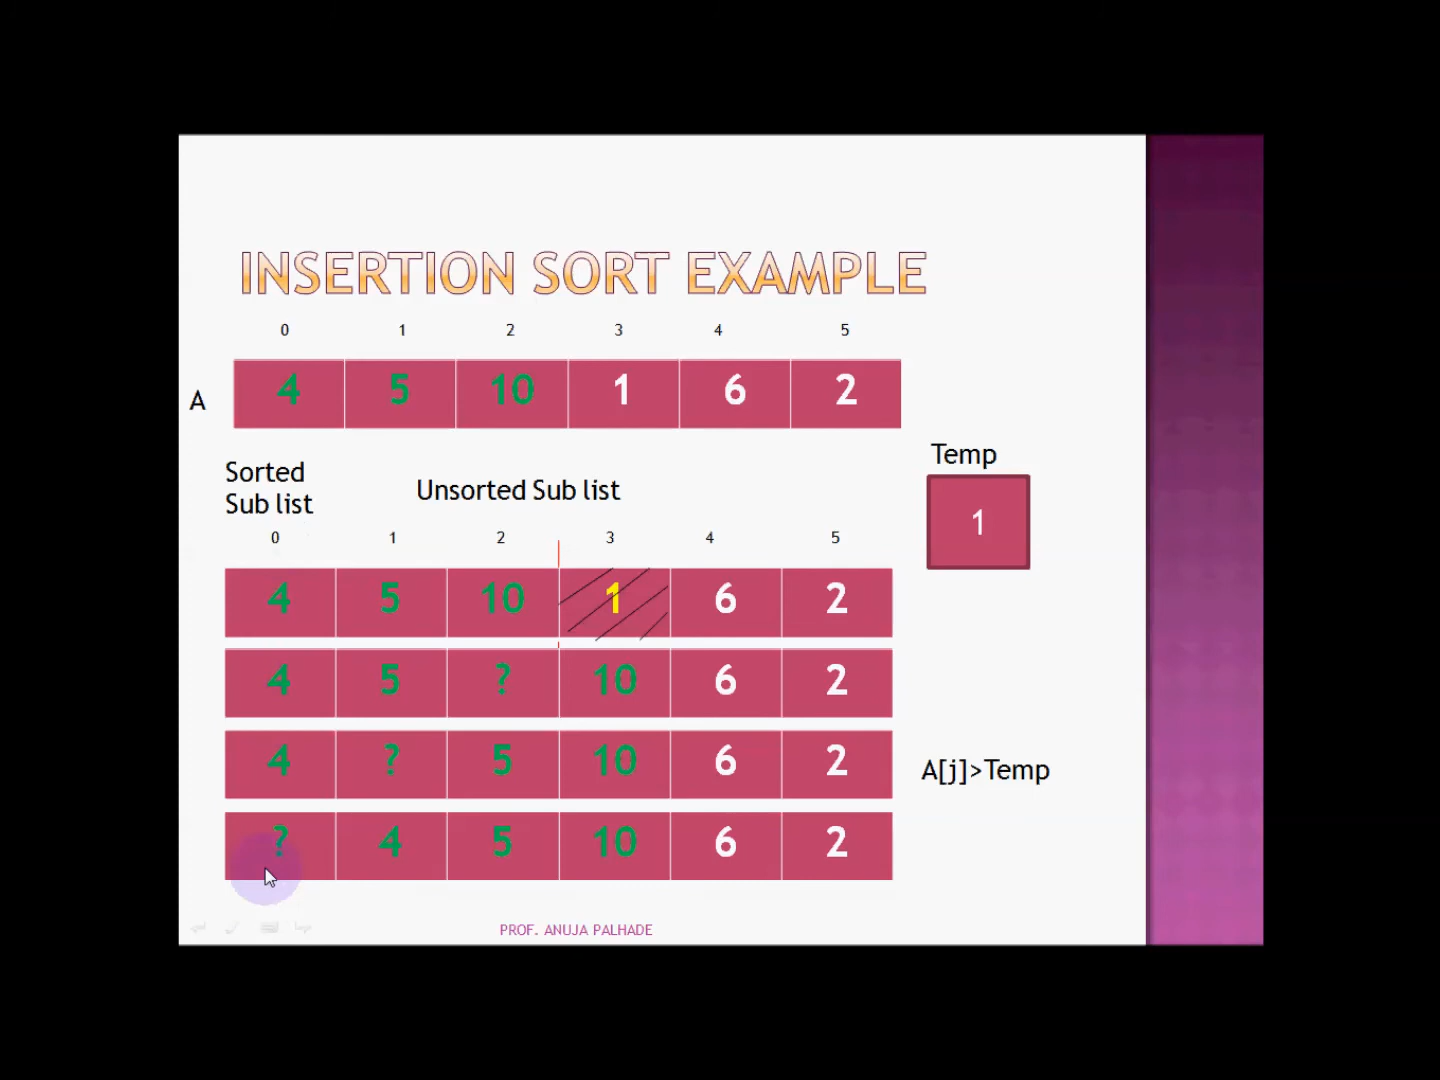 INSERTION SORT EXAMPLE
0 1 2 3 4 5
A 4 5 10 1 6 2
Temp
1
Sorted
Sub list
Unsorted Sub list
0 1 2 3 4 5
4 5 10 1 6 2
4 5 ? 10 6 2
4 ? 5 10 6 2
A[j]>Temp
? 4 5 10 6 2
PROF. ANUJA PALHADE